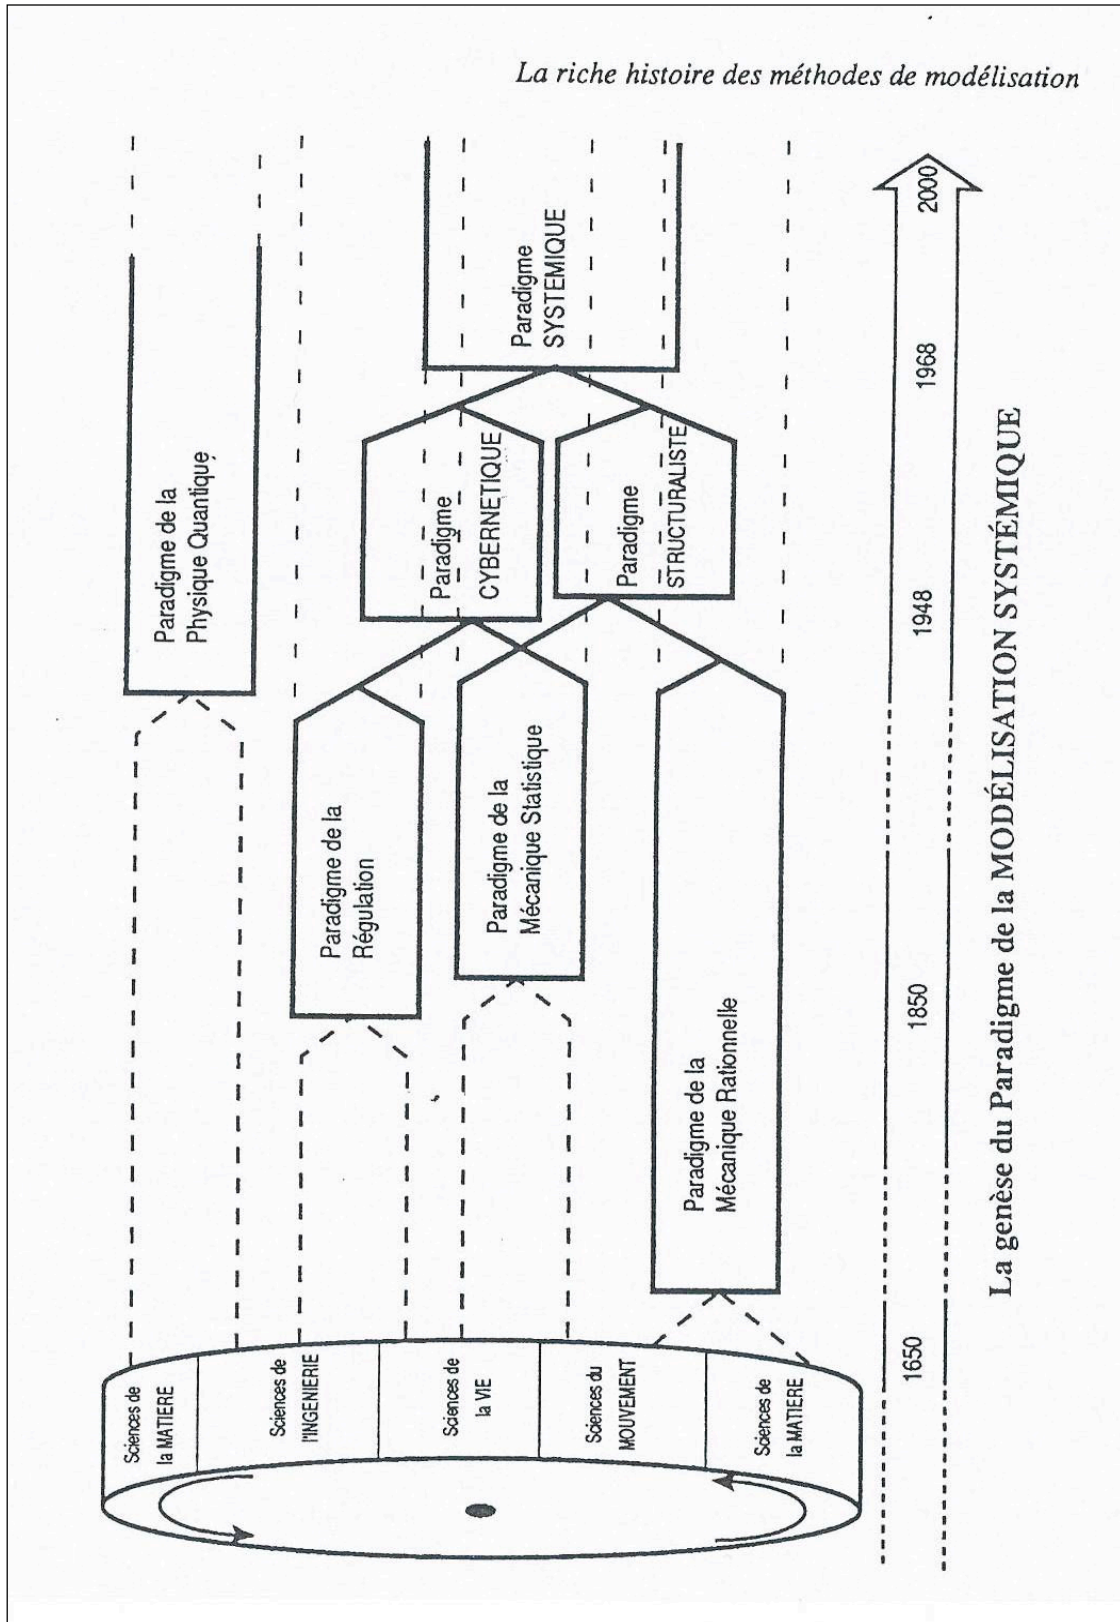 La riche histoire des méthodes de modélisation
Sciences de
la MATIERE
Sciences de
l'INGENIERIE
Sciences de
la VIE
Sciences du
MOUVEMENT
Sciences de
la MATIERE
Paradigme de la
Physique Quantique
Paradigme de la
Régulation
Paradigme de la
Mécanique Statistique
Paradigme de la
Mécanique Rationnelle
Paradigme
CYBERNETIQUE
Paradigme
STRUCTURALISTE
Paradigme
SYSTEMIQUE
1650
1850
1948
1968
2000
La genèse du Paradigme de la MODÉLISATION SYSTÉMIQUE